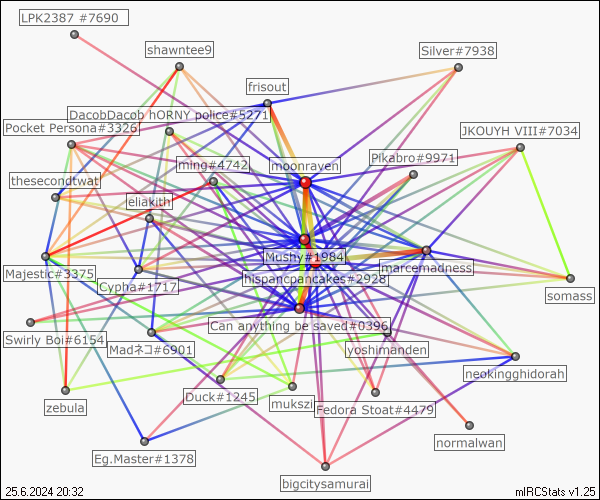 LPK2387 #7690
shawntee9
Silver#7938
frisout
DacobDacob hORNY police#5271
Pocket Persona#3326
JKOUYH VIII#7034
ming#4742
moonraven
Plkabro#9971
thesecondtwat
eliakith
Mushy#1984
marcemadness
Majestic#3375
Cypha#1717
hispancpancakes#2928
somass
Can anything be saved#0396
Swirly Boi#6154
Madネコ#6901
yoshimanden
neokingghidorah
zebula
Duck#1245
mukszi
Fedora Stoat#4479
normalwan
Eg.Master#1378
bigcitysamurai
25.6.2024 20:32
mIRCStats v1.25